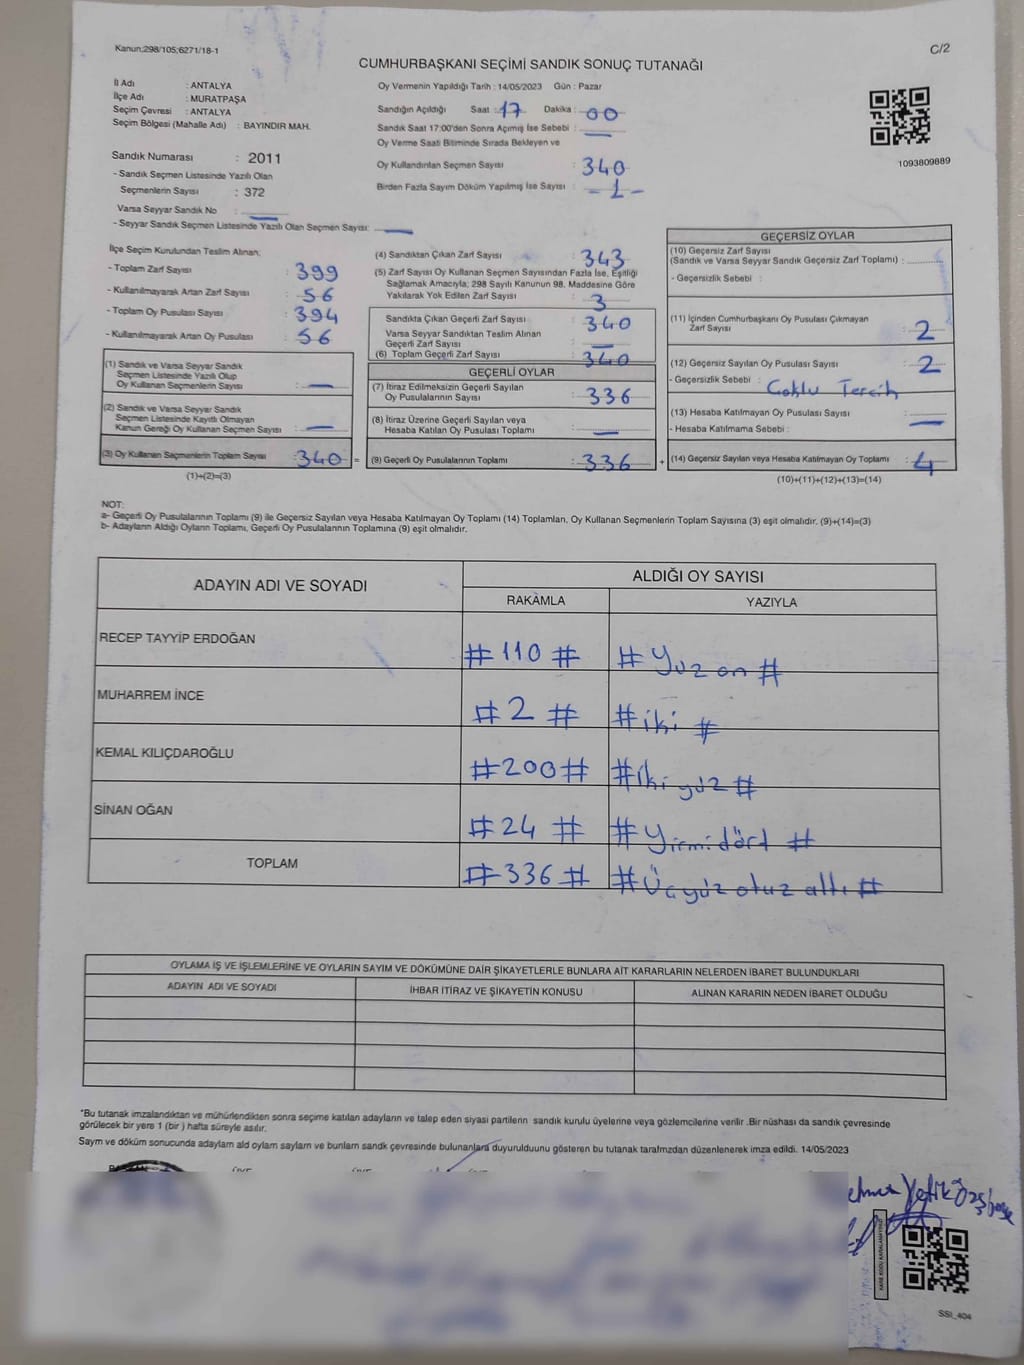 Kanun;298/105;6271/18-1
C/2
CUMHURBAŞKANI SEÇİMİ SANDIK SONUÇ TUTANAĞI
İl Adı : ANTALYA
İlçe Adı : MURATPAŞA
Seçim Çevresi : ANTALYA
Seçim Bölgesi (Mahalle Adı) : BAYINDIR MAH.
Sandık Numarası : 2011
- Sandık Seçmen Listesinde Yazılı Olan
Seçmenlerin Sayısı : 372
Varsa Seyyar Sandık No :
- Seyyar Sandık Seçmen Listesinde Yazılı Olan Seçmen Sayısı:
Oy Vermenin Yapıldığı Tarih : 14/05/2023 Gün : Pazar
Sandığın Açıldığı Saat : 17 Dakika : 00
Sandık Saat 17:00'den Sonra Açımış İse Sebebi :
Oy Verme Saati Bitiminde Sırada Bekleyen ve
Oy Kullandırılan Seçmen Sayısı : 340
Birden Fazla Sayım Döküm Yapılmış İse Sayısı : - 1 -
1093809889
İlçe Seçim Kurulundan Teslim Alınan:
- Toplam Zarf Sayısı : 399
- Kullanılmayarak Artan Zarf Sayısı : 56
- Toplam Oy Pusulası Sayısı : 394
- Kullanılmayarak Artan Oy Pusulası : 56
(1) Sandık ve Varsa Seyyar Sandık
Seçmen Listesinde Yazılı Olup
Oy Kullanan Seçmenlerin Sayısı :
(2) Sandık ve Varsa Seyyar Sandık
Seçmen Listesinde Kayıtlı Olmayan
Kanun Gereği Oy Kullanan Seçmen Sayısı :
(3) Oy Kullanan Seçmenlerin Toplam Sayısı : 340 =
(1)+(2)=(3)
(4) Sandıktan Çıkan Zarf Sayısı : 343
(5) Zarf Sayısı Oy Kullanan Seçmen Sayısından Fazla İse, Eşitliği
Sağlamak Amacıyla; 298 Sayılı Kanunun 98. Maddesine Göre
Yakılarak Yok Edilen Zarf Sayısı : 3
Sandıkta Çıkan Geçerli Zarf Sayısı : 340
Varsa Seyyar Sandıktan Teslim Alınan
Geçerli Zarf Sayısı :
(6) Toplam Geçerli Zarf Sayısı : 340
GEÇERLİ OYLAR
(7) İtiraz Edilmeksizin Geçerli Sayılan
Oy Pusulalarının Sayısı : 336
(8) İtiraz Üzerine Geçerli Sayılan veya
Hesaba Katılan Oy Pusulası Toplamı :
(9) Geçerli Oy Pusulalarının Toplamı : 336 +
GEÇERSİZ OYLAR
(10) Geçersiz Zarf Sayısı
(Sandık ve Varsa Seyyar Sandık Geçersiz Zarf Toplamı) :
- Geçersizlik Sebebi :
(11) İçinden Cumhurbaşkanı Oy Pusulası Çıkmayan
Zarf Sayısı : 2
(12) Geçersiz Sayılan Oy Pusulası Sayısı : 2
- Geçersizlik Sebebi : Çoklu Tercih
(13) Hesaba Katılmayan Oy Pusulası Sayısı :
- Hesaba Katılmama Sebebi :
(14) Geçersiz Sayılan veya Hesaba Katılmayan Oy Toplamı : 4
(10)+(11)+(12)+(13)=(14)
NOT:
a- Geçerli Oy Pusulalarının Toplamı (9) ile Geçersiz Sayılan veya Hesaba Katılmayan Oy Toplamı (14) Toplamları, Oy Kullanan Seçmenlerin Toplam Sayısına (3) eşit olmalıdır. (9)+(14)=(3)
b- Adayların Aldığı Oyların Toplamı, Geçerli Oy Pusulalarının Toplamına (9) eşit olmalıdır.
ADAYIN ADI VE SOYADI
ALDIĞI OY SAYISI
RAKAMLA YAZIYLA
RECEP TAYYİP ERDOĞAN # 110 # # Yüz on #
MUHARREM İNCE # 2 # # iki #
KEMAL KILIÇDAROĞLU # 200 # # iki yüz #
SİNAN OĞAN # 24 # # Yirmi dört #
TOPLAM # 336 # # Üç yüz otuz altı #
OYLAMA İŞ VE İŞLEMLERİNE VE OYLARIN SAYIM VE DÖKÜMÜNE DAİR ŞİKAYETLERLE BUNLARA AİT KARARLARIN NELERDEN İBARET BULUNDUKLARI
ADAYIN ADI VE SOYADI İHBAR İTİRAZ VE ŞİKAYETİN KONUSU ALINAN KARARIN NEDEN İBARET OLDUĞU
*Bu tutanak imzalandıktan ve mühürlendikten sonra seçime katılan adayların ve talep eden siyasi partilerin sandık kurulu üyelerine veya gözlemcilerine verilir .Bir nüshası da sandık çevresinde
görülecek bir yere 1 (bir ) hafta süreyle asılır.
Sayım ve döküm sonucunda adayların ald oyların sayların ve bunların sandk çevresinde bulunanlara duyurulduunu gösteren bu tutanak tarafmzdan düzenlenerek imza edildi. 14/05/2023
SSI_404